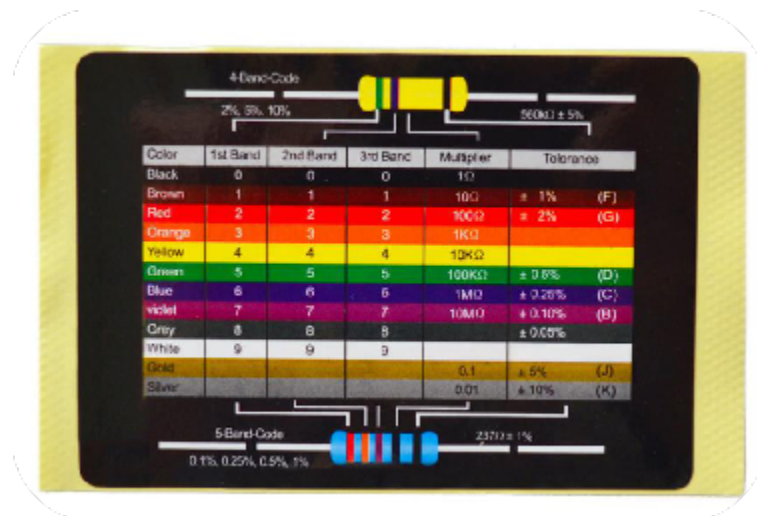 4-Band-Code
2%, 5%, 10%
560kΩ ± 5%
Color 1st Band 2nd Band 3rd Band Multiplier Tolorance
Black 0 0 0 1Ω
Brown 1 1 1 10Ω ± 1% (F)
Red 2 2 2 100Ω ± 2% (G)
Orange 3 3 3 1KΩ
Yellow 4 4 4 10KΩ
Green 5 5 5 100KΩ ± 0.5% (D)
Blue 6 6 6 1MΩ ± 0.25% (C)
violet 7 7 7 10MΩ ± 0.10% (B)
Grey 8 8 8 ± 0.05%
White 9 9 9
Gold 0.1 ± 5% (J)
Silver 0.01 ± 10% (K)
5-Band-Code
237Ω ± 1%
0.1%, 0.25%, 0.5%, 1%